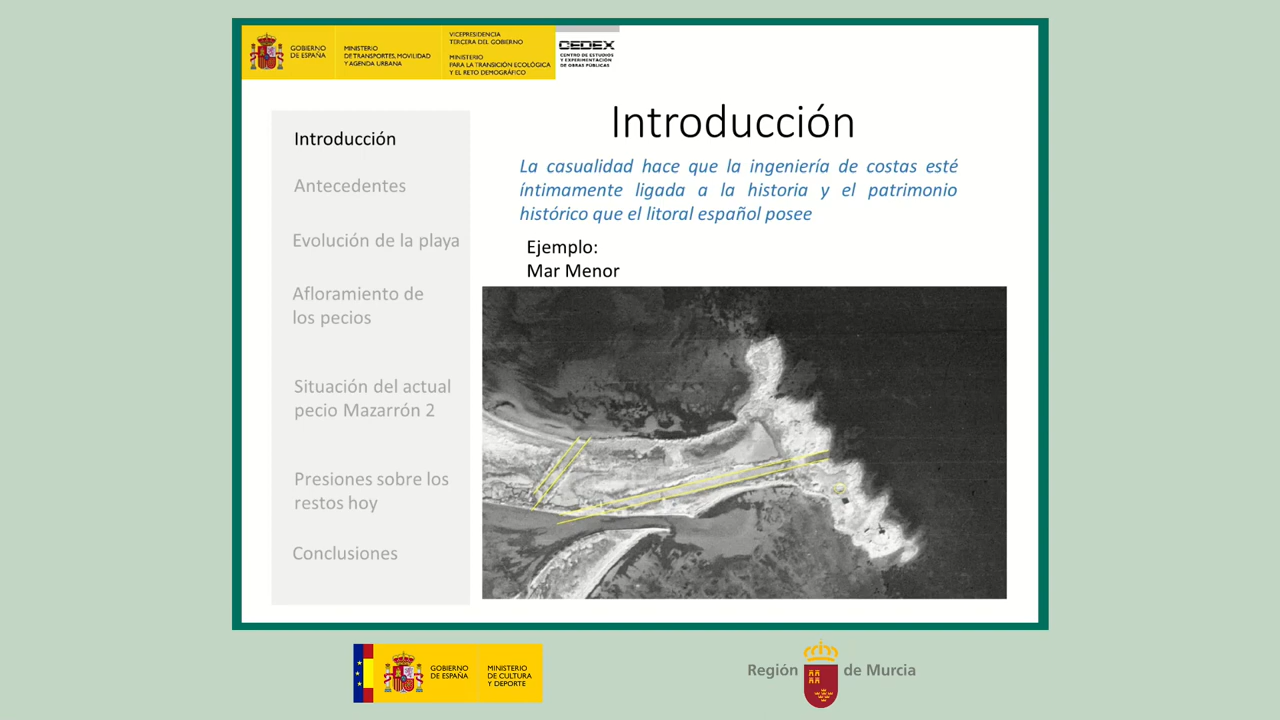 GOBIERNO
DE ESPAÑA
MINISTERIO
DE TRANSPORTES, MOVILIDAD
Y AGENDA URBANA
VICEPRESIDENCIA
TERCERA DEL GOBIERNO
MINISTERIO
PARA LA TRANSICIÓN ECOLÓGICA
Y EL RETO DEMOGRÁFICO
CEDEX
CENTRO DE ESTUDIOS
Y EXPERIMENTACIÓN
DE OBRAS PÚBLICAS
Introducción
Antecedentes
Evolución de la playa
Afloramiento de
los pecios
Situación del actual
pecio Mazarrón 2
Presiones sobre los
restos hoy
Conclusiones
Introducción
La casualidad hace que la ingeniería de costas esté
íntimamente ligada a la historia y el patrimonio
histórico que el litoral español posee
Ejemplo:
Mar Menor
GOBIERNO
DE ESPAÑA
MINISTERIO
DE CULTURA
Y DEPORTE
Región de Murcia